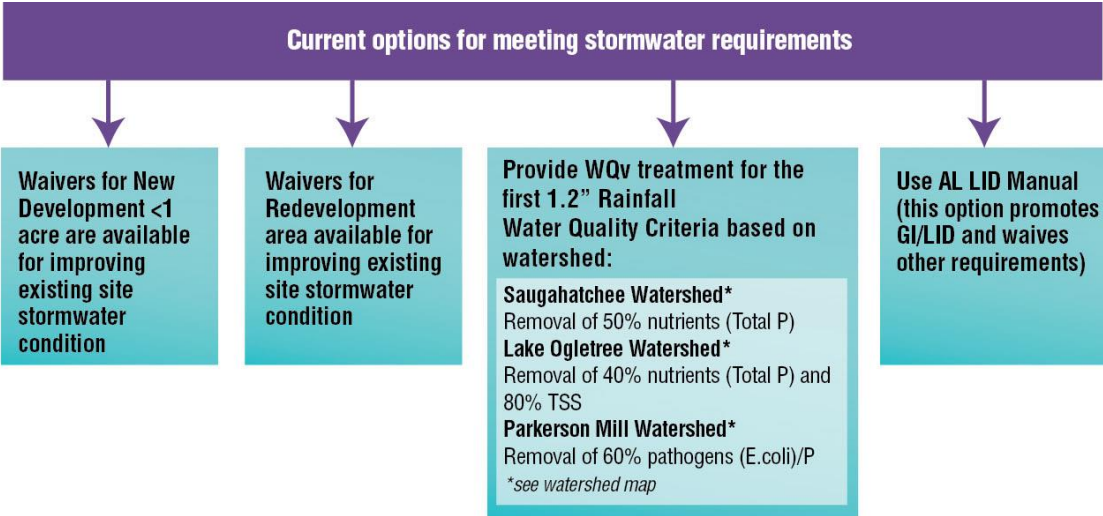 Current options for meeting stormwater requirements
Waivers for New
Development <1
acre are available
for improving
existing site
stormwater
condition
Waivers for
Redevelopment
area available for
improving existing
site stormwater
condition
Provide WQv treatment for the
first 1.2” Rainfall
Water Quality Criteria based on
watershed:
Saugahatchee Watershed*
Removal of 50% nutrients (Total P)
Lake Ogletree Watershed*
Removal of 40% nutrients (Total P) and
80% TSS
Parkerson Mill Watershed*
Removal of 60% pathogens (E.coli)/P
*see watershed map
Use AL LID Manual
(this option promotes
GI/LID and waives
other requirements)